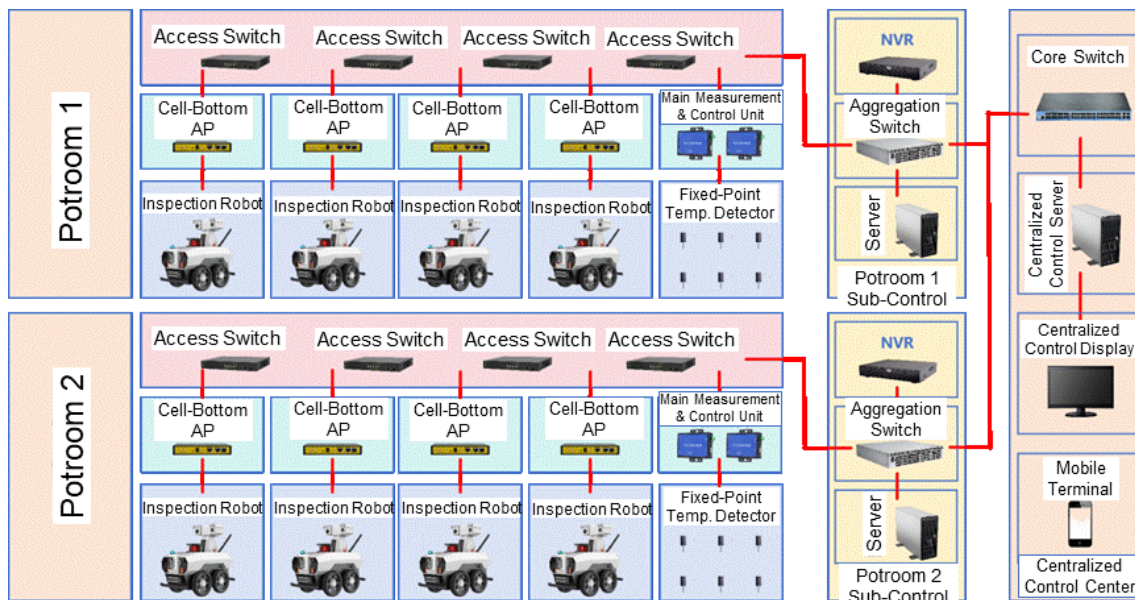 Potroom 1
Access Switch
Access Switch
Access Switch
Access Switch
Cell-Bottom
AP
Cell-Bottom
AP
Cell-Bottom
AP
Cell-Bottom
AP
Main Measurement
& Control Unit
Inspection Robot
Inspection Robot
Inspection Robot
Inspection Robot
Fixed-Point
Temp. Detector
NVR
Aggregation
Switch
Server
Potroom 1
Sub-Control
Potroom 2
Access Switch
Access Switch
Access Switch
Access Switch
Cell-Bottom
AP
Cell-Bottom
AP
Cell-Bottom
AP
Cell-Bottom
AP
Main Measurement
& Control Unit
Inspection Robot
Inspection Robot
Inspection Robot
Inspection Robot
Fixed-Point
Temp. Detector
NVR
Aggregation
Switch
Server
Potroom 2
Sub-Control
Core Switch
Centralized
Control Server
Centralized
Control Display
Mobile
Terminal
Centralized
Control Center